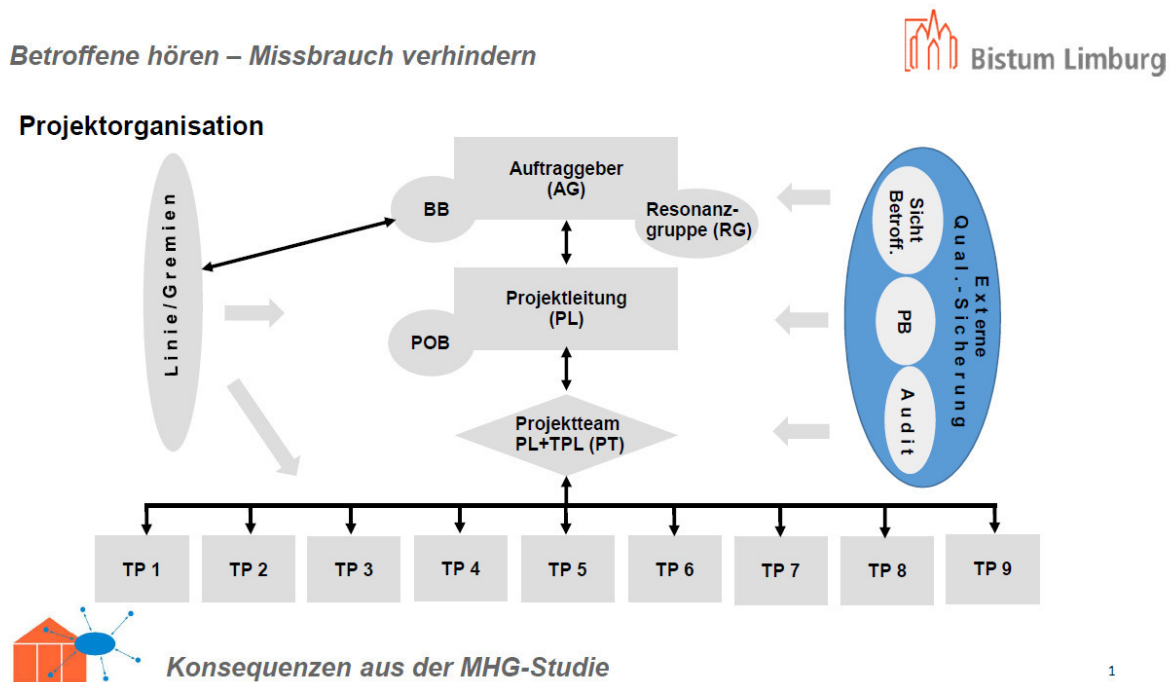 Betroffene hören – Missbrauch verhindern
Bistum Limburg
Projektorganisation
Linie/Gremien
BB
Auftraggeber
(AG)
Resonanz-
gruppe (RG)
Projektleitung
(PL)
POB
Projektteam
PL+TPL (PT)
Externe
Qual.-Sicherung
Sicht
Betroff.
PB
Audit
TP 1
TP 2
TP 3
TP 4
TP 5
TP 6
TP 7
TP 8
TP 9
Konsequenzen aus der MHG-Studie
1